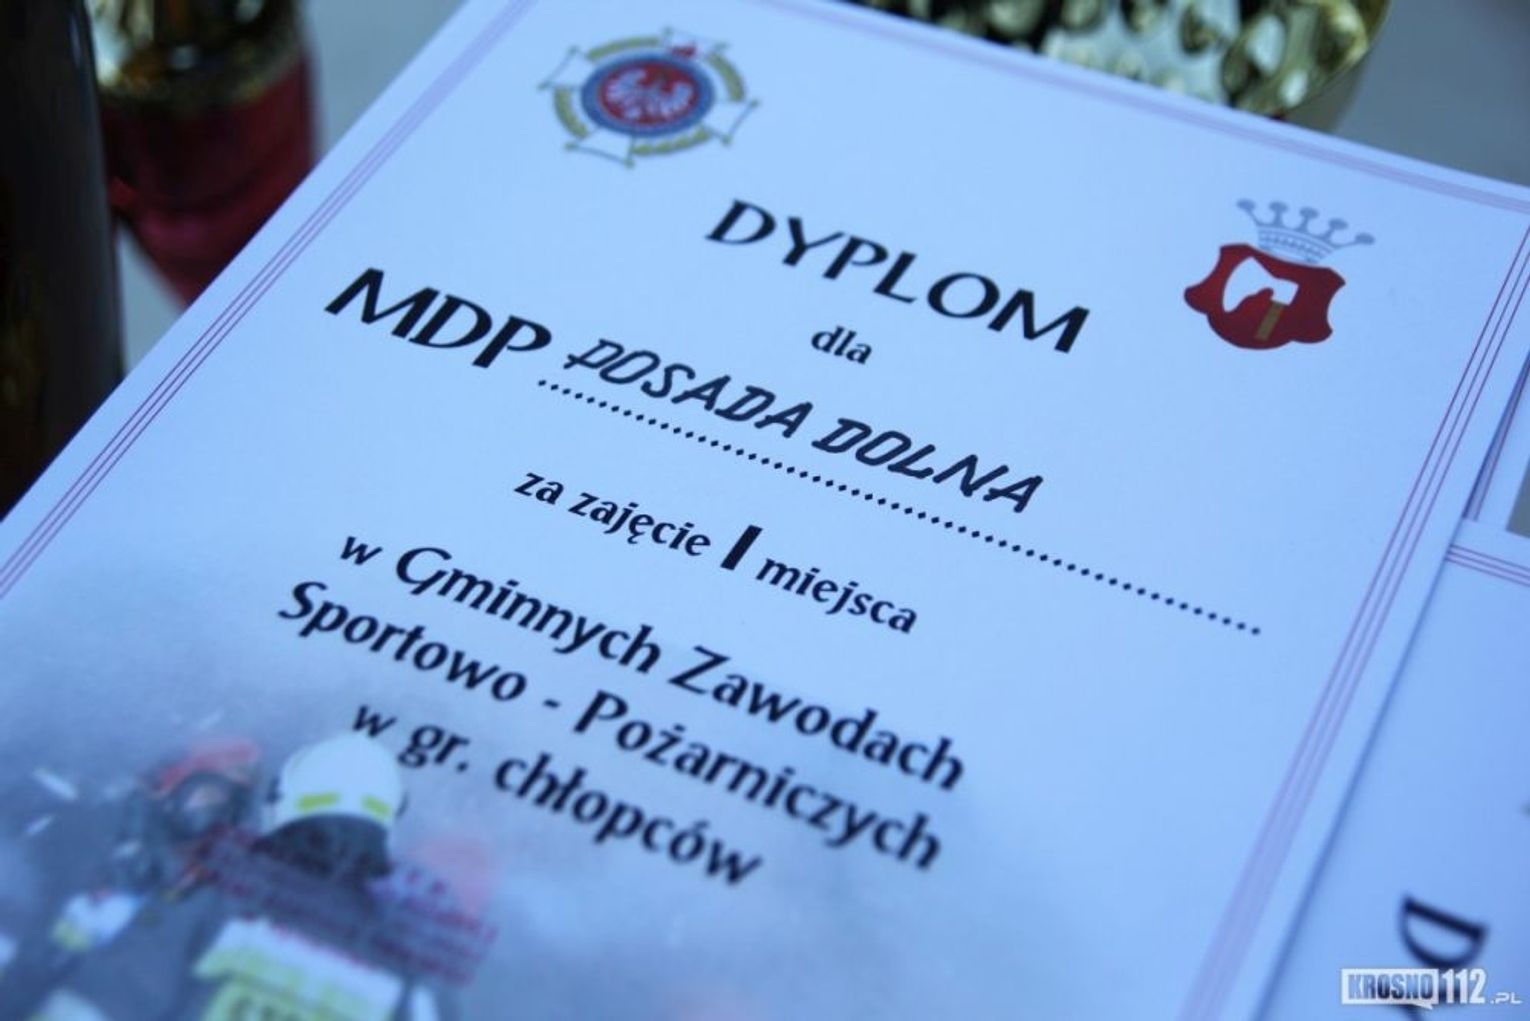 DYPLOM
dla
MDP POSADA DOLNA
za zajęcie I miejsca
w Gminnych Zawodach
Sportowo - Pożarniczych
w gr. chłopców
KROSNO112.PL